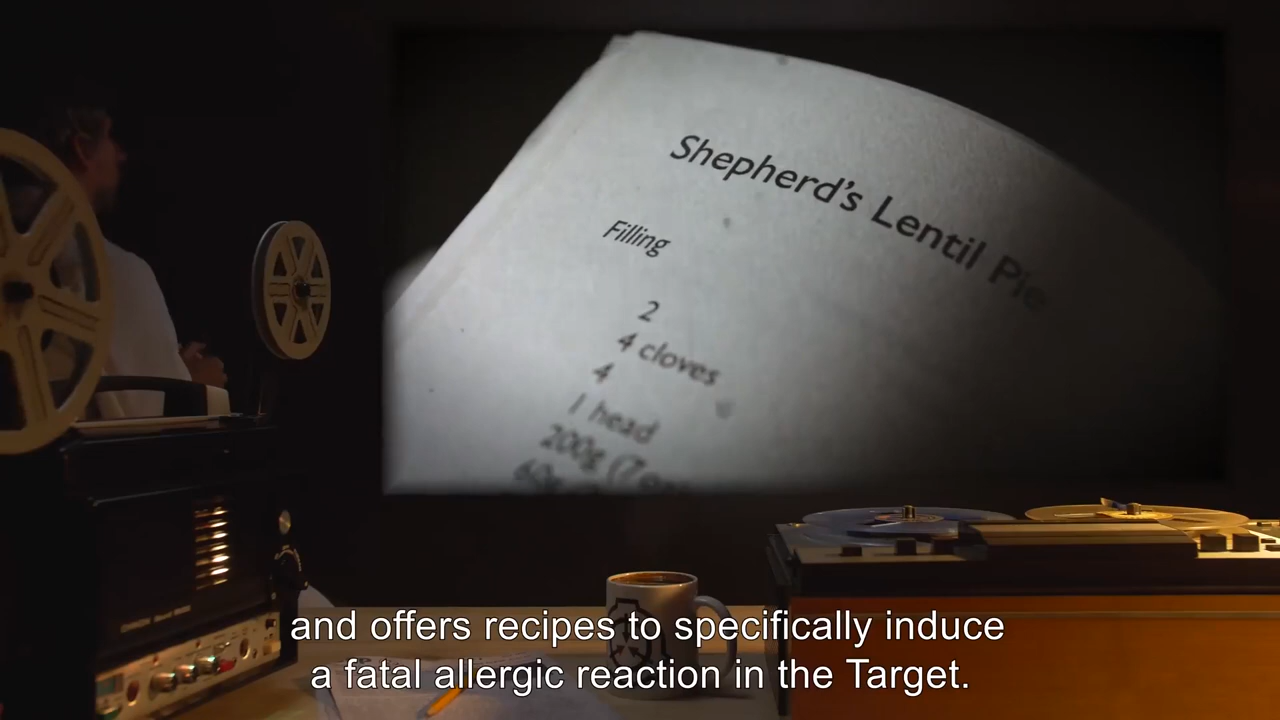 Shepherd's Lentil Pie
Filling
2
4 cloves
4
1 head
200g (7oz)
and offers recipes to specifically induce
a fatal allergic reaction in the Target.